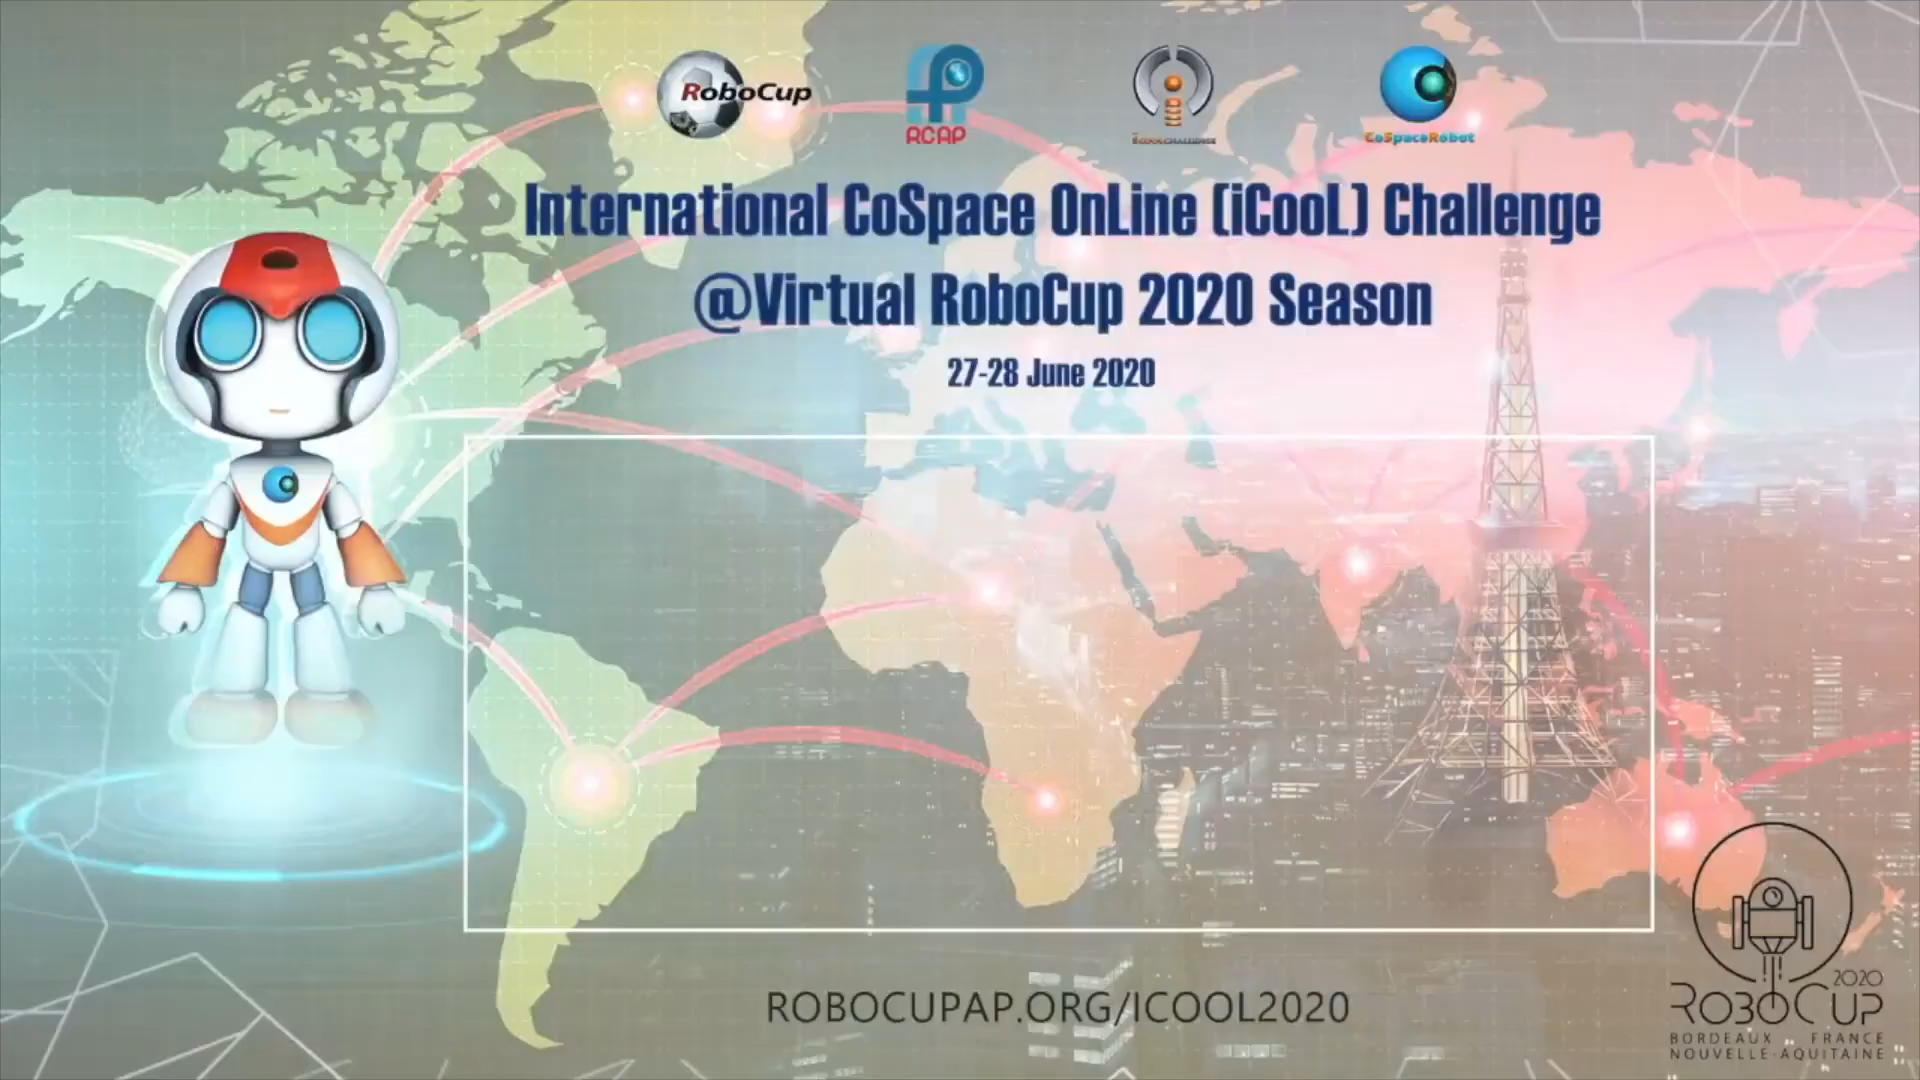 RoboCup
RCAP
iCOOLCHALLENGE
CoSpaceRobot
International CoSpace OnLine (iCooL) Challenge
@Virtual RoboCup 2020 Season
27-28 June 2020
ROBOCUPAP.ORG/ICOOL2020
2020
ROBOCUP
BORDEAUX - FRANCE
NOUVELLE-AQUITAINE